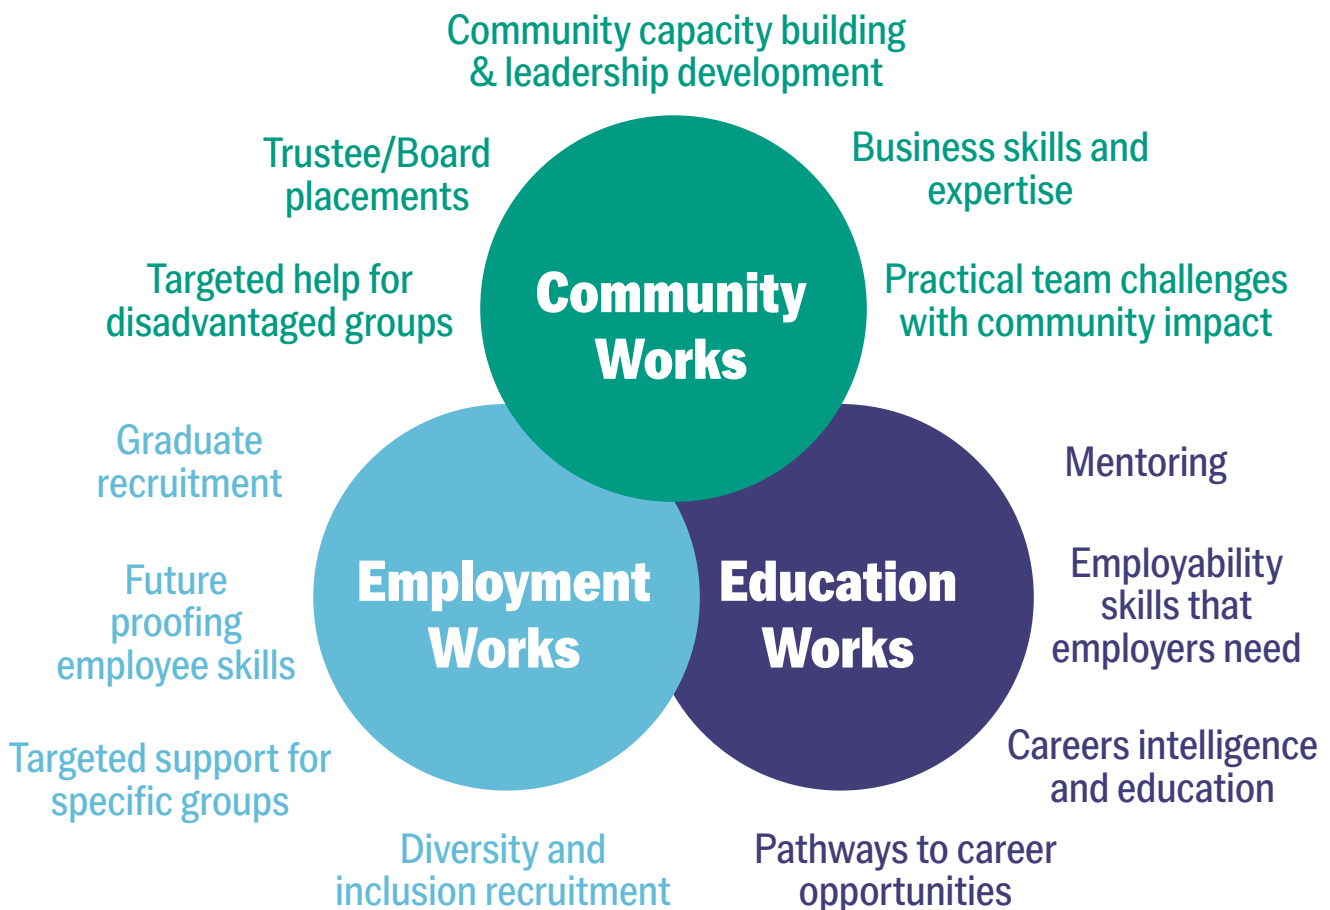 Community capacity building
& leadership development
Trustee/Board
placements
Business skills and
expertise
Targeted help for
disadvantaged groups
Community
Works
Practical team challenges
with community impact
Graduate
recruitment
Mentoring
Future
proofing
employee skills
Employment
Works
Education
Works
Employability
skills that
employers need
Targeted support for
specific groups
Careers intelligence
and education
Diversity and
inclusion recruitment
Pathways to career
opportunities